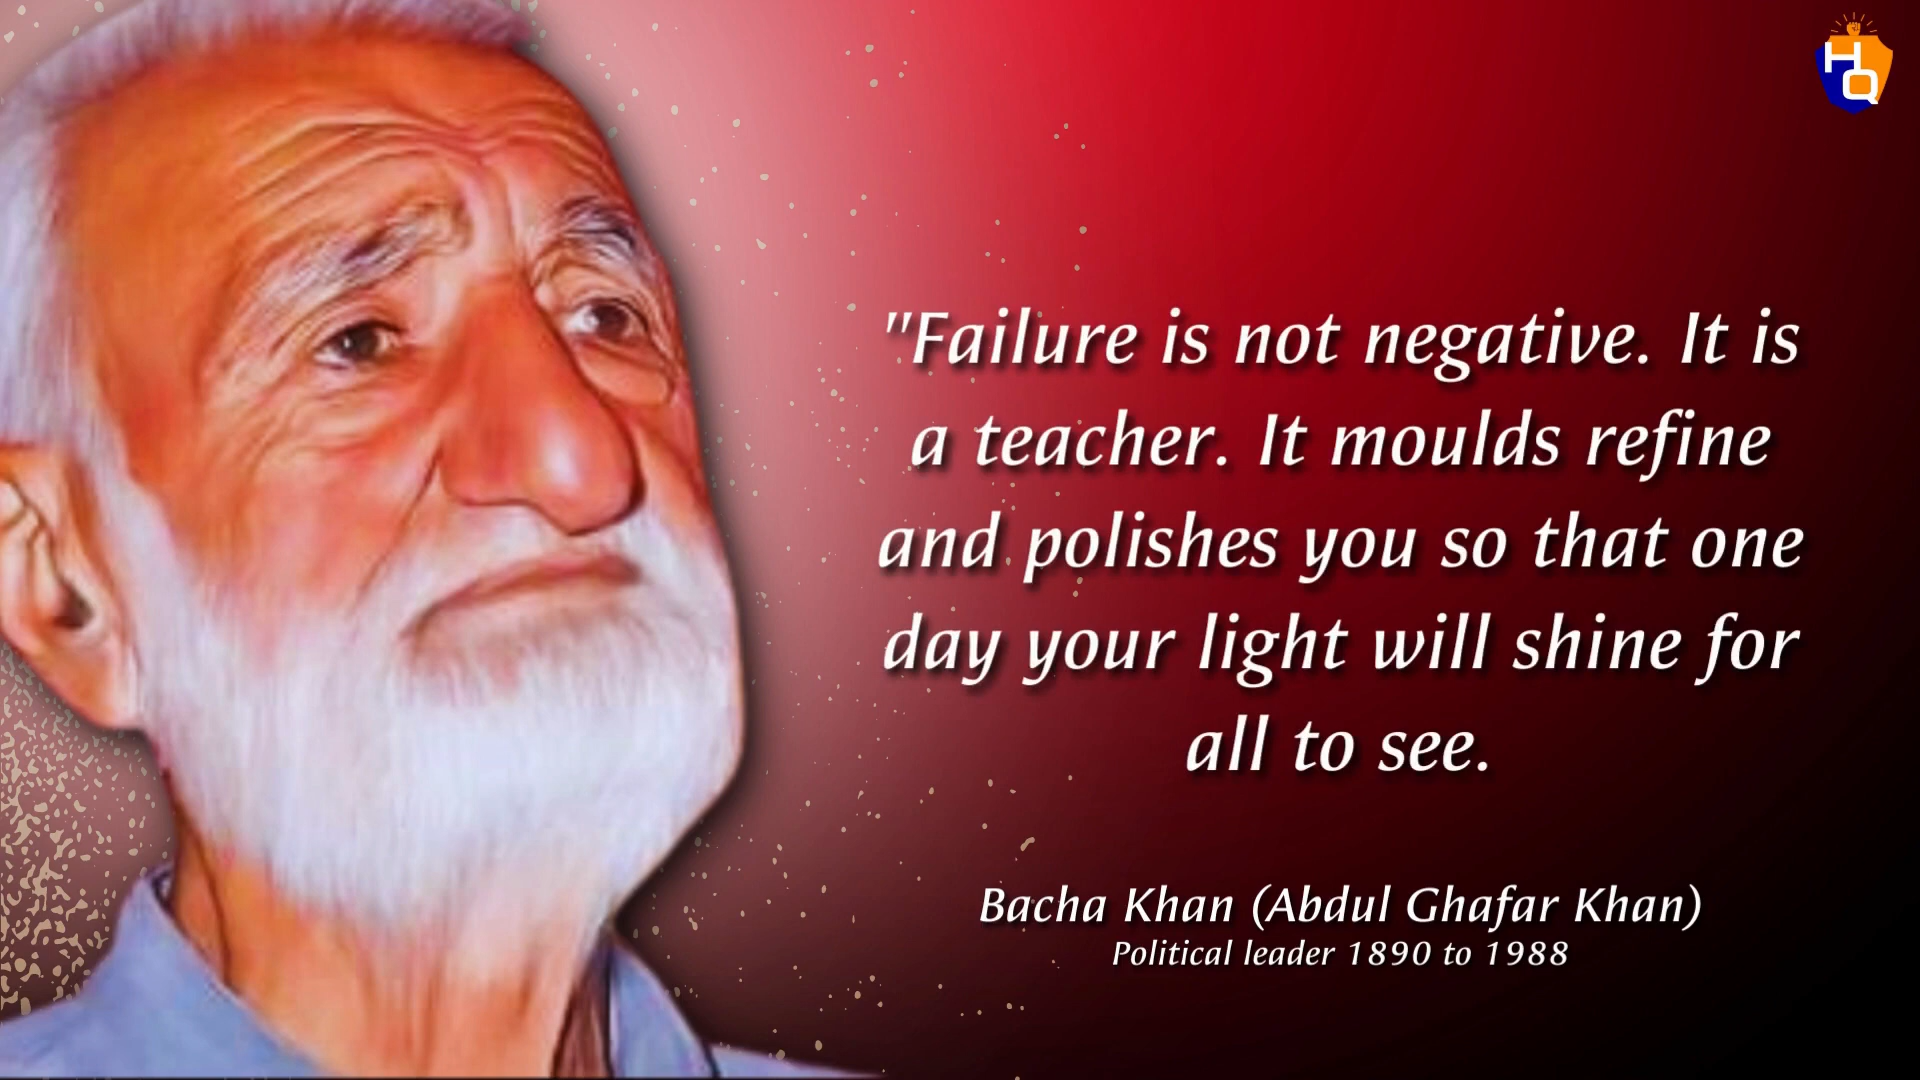 HQ
"Failure is not negative. It is
a teacher. It moulds refine
and polishes you so that one
day your light will shine for
all to see.
Bacha Khan (Abdul Ghafar Khan)
Political leader 1890 to 1988